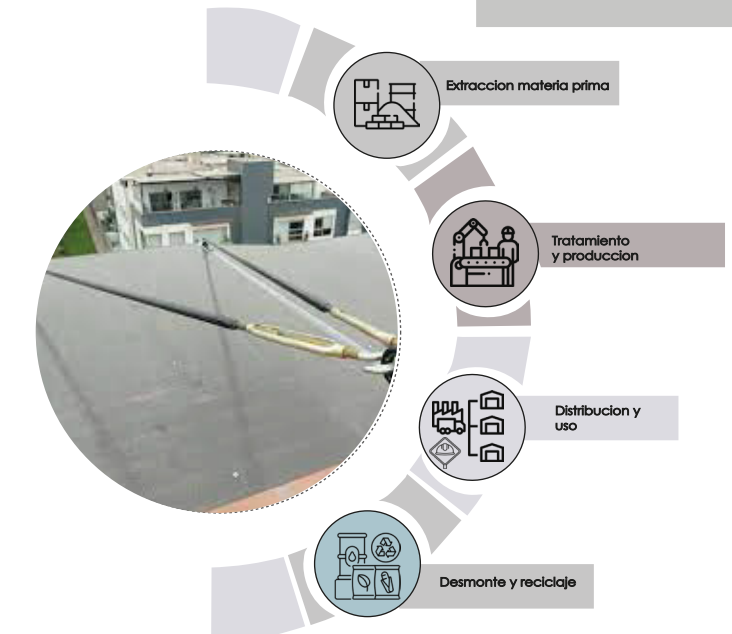 Extraccion materia prima
Tratamiento
y produccion
Distribucion y
uso
Desmonte y reciclaje